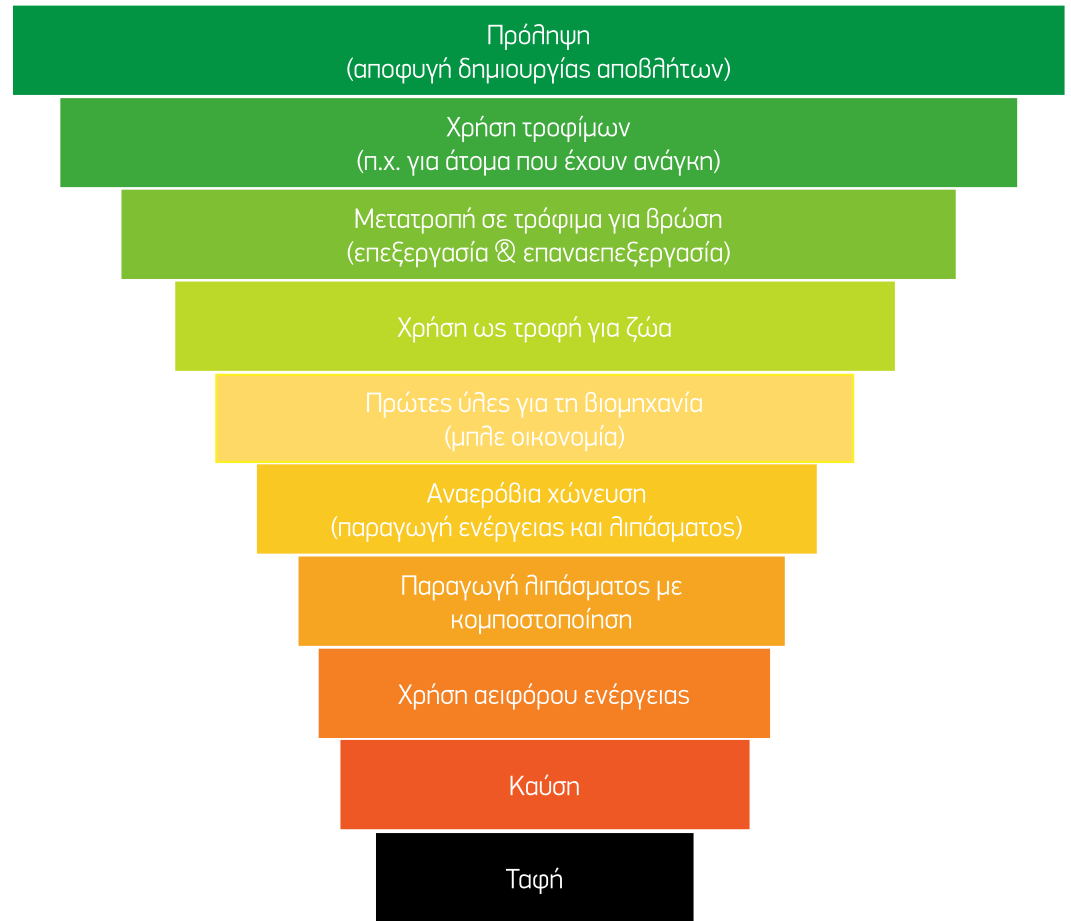 Πρόληψη
(αποφυγή δημιουργίας αποβλήτων)
Χρήση τροφίμων
(π.χ. για άτομα που έχουν ανάγκη)
Μετατροπή σε τρόφιμα για βρώση
(επεξεργασία & επαναεπεξεργασία)
Χρήση ως τροφή για ζώα
Πρώτες ύλες για τη βιομηχανία
(μπλε οικονομία)
Αναερόβια χώνευση
(παραγωγή ενέργειας και λιπάσματος)
Παραγωγή λιπάσματος με
κομποστοποίηση
Χρήση αειφόρου ενέργειας
Καύση
Ταφή